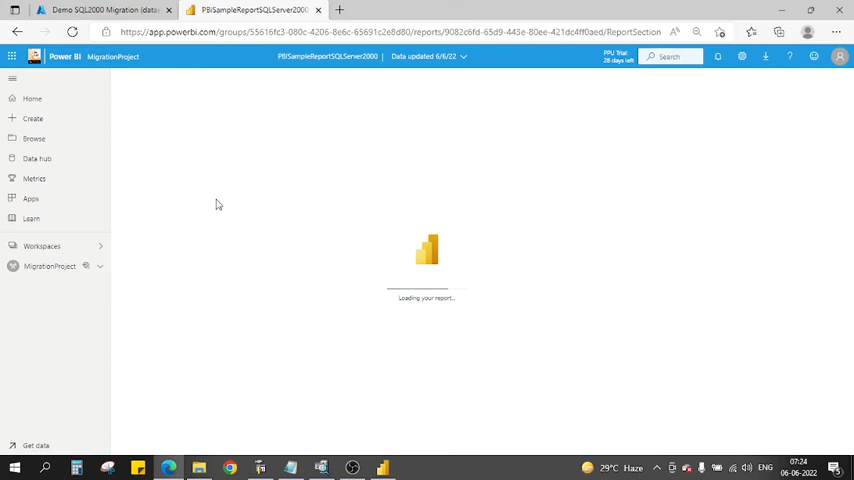 Demo SQL2000 Migration (data
PBiSampleReportSQLServer2000
https://app.powerbi.com/groups/55616fc3-080c-4206-8e6c-65691c2e8d80/reports/9082c6fd-65d9-443e-80ee-421dc4ff0aed/ReportSection
Power BI MigrationProject
PBiSampleReportSQLServer2000 | Data updated 6/6/22
PPU Trial:
28 days left
Search
Home
Create
Browse
Data hub
Metrics
Apps
Learn
Workspaces
MigrationProject
Loading your report...
Get data
29°C Haze
ENG
07:24
06-06-2022
5